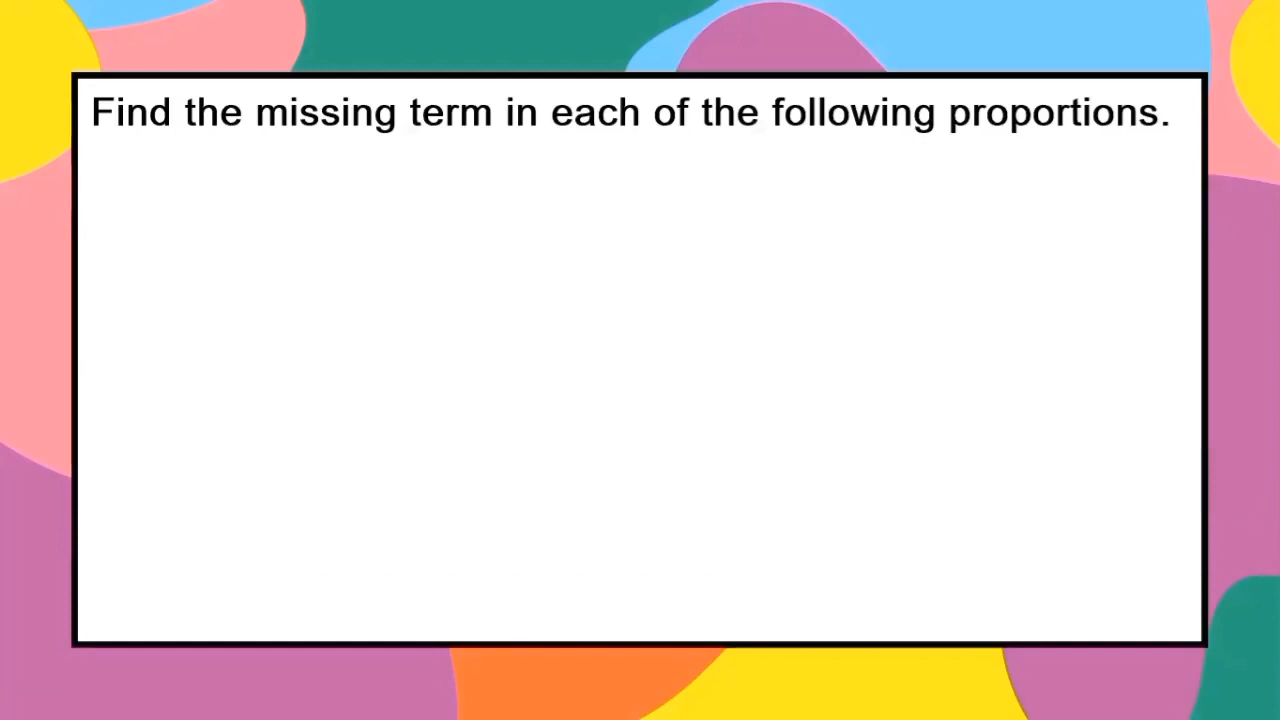 Find the missing term in each of the following proportions.